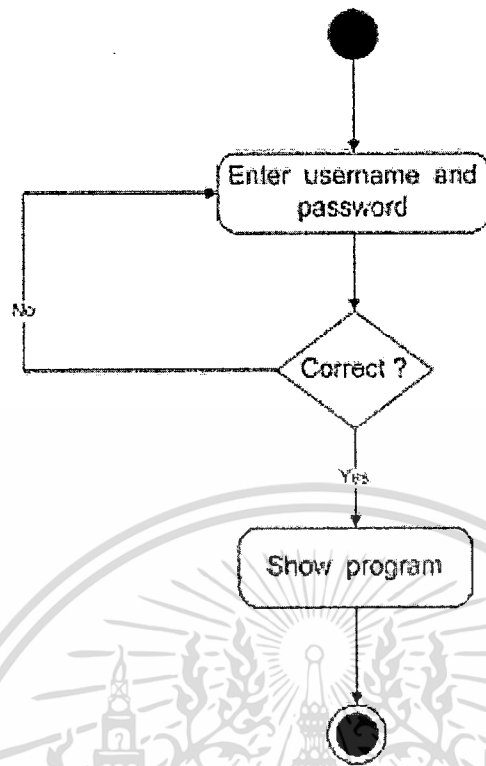 Enter username and
password
No
Correct ?
Yes
Show program